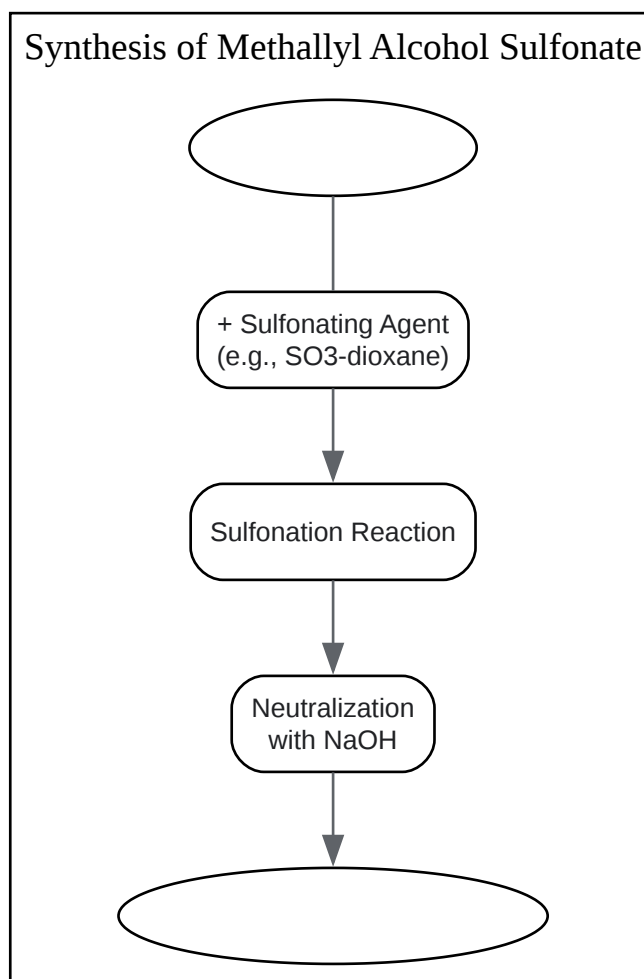 Synthesis of Methallyl Alcohol Sulfonate
+ Sulfonating Agent
(e.g., SO3-dioxane)
Sulfonation Reaction
Neutralization
with NaOH